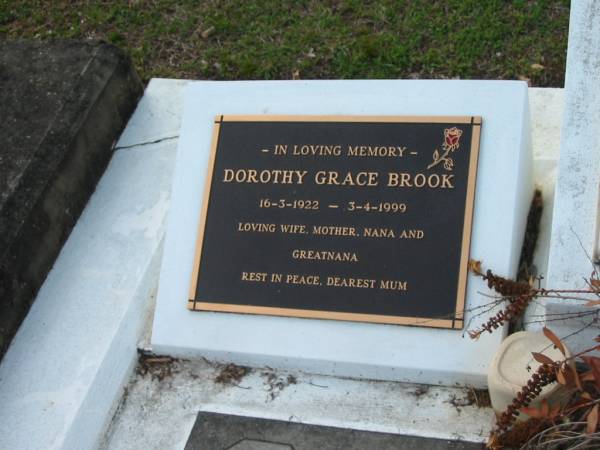 - IN LOVING MEMORY -
DOROTHY GRACE BROOK
16-3-1922 - 3-4-1999
LOVING WIFE, MOTHER, NANA AND
GREATNANA
REST IN PEACE, DEAREST MUM